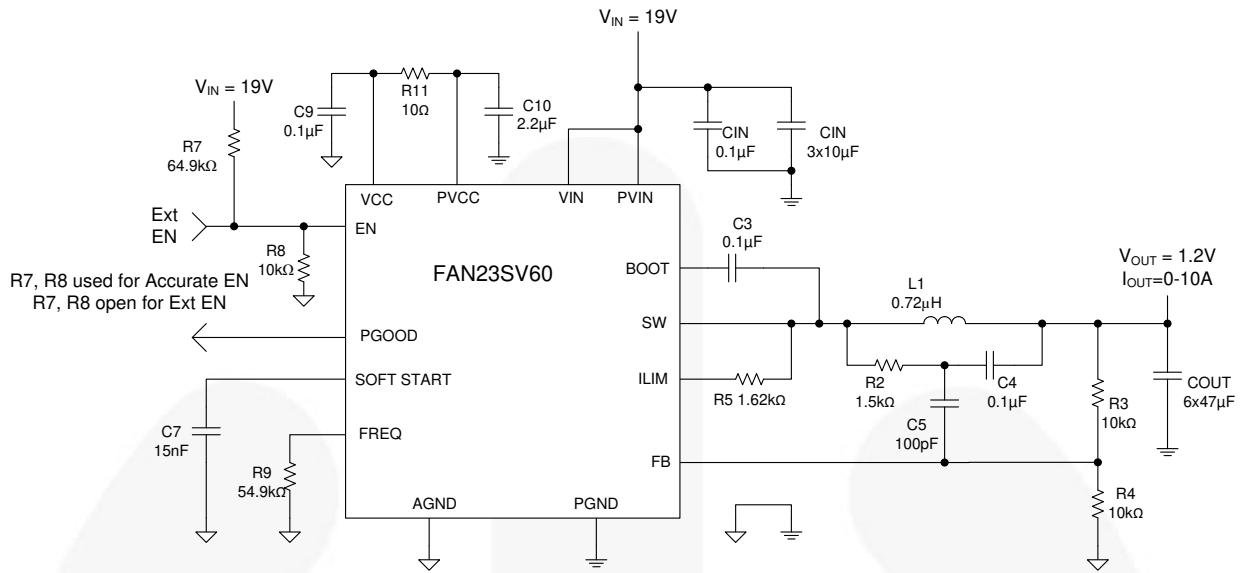 VIN = 19V
VIN = 19V
R11
10Ω
C9
0.1µF
C10
2.2µF
CIN
0.1µF
CIN
3x10µF
R7
64.9kΩ
VCC
PVCC
VIN
PVIN
Ext
EN
EN
R8
10kΩ
C3
0.1µF
FAN23SV60
BOOT
VOUT = 1.2V
IOUT=0-10A
R7, R8 used for Accurate EN
R7, R8 open for Ext EN
L1
0.72µH
SW
PGOOD
SOFT START
ILIM
R5 1.62kΩ
R2
1.5kΩ
C4
0.1µF
R3
10kΩ
COUT
6x47µF
C5
100pF
C7
15nF
FREQ
FB
R9
54.9kΩ
R4
10kΩ
AGND
PGND